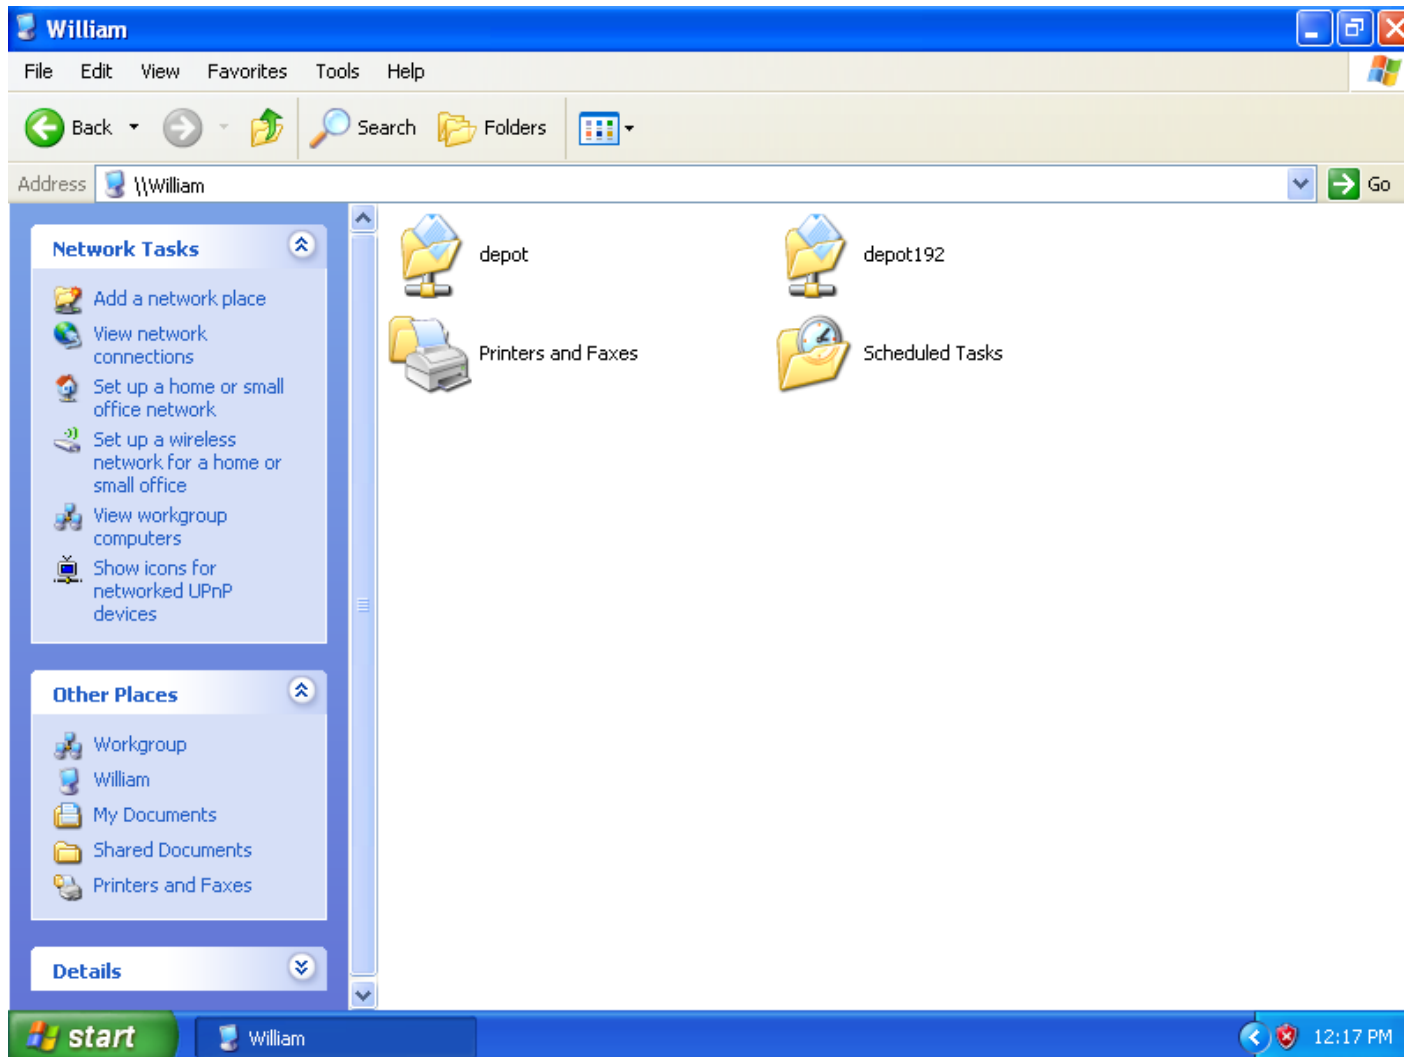 William
File Edit View Favorites Tools Help
Back Search Folders
Address \\William Go
Network Tasks
Add a network place
View network
connections
Set up a home or small
office network
Set up a wireless
network for a home or
small office
View workgroup
computers
Show icons for
networked UPnP
devices
Other Places
Workgroup
William
My Documents
Shared Documents
Printers and Faxes
Details
depot depot192
Printers and Faxes Scheduled Tasks
start William 12:17 PM